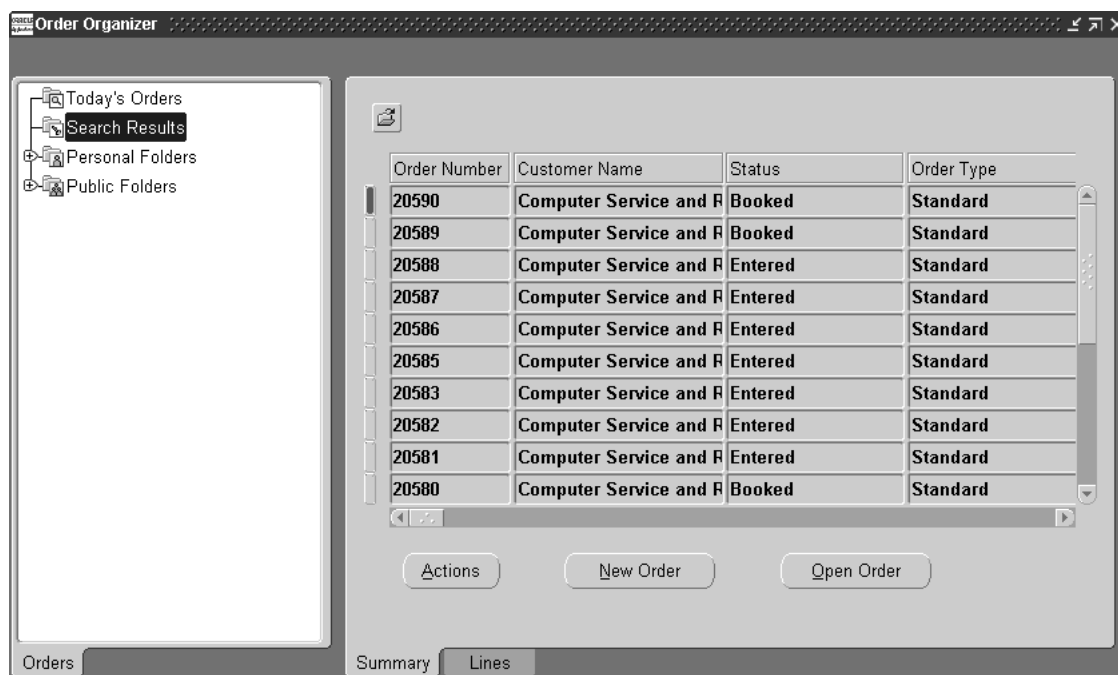 Order Organizer
Today's Orders
Search Results
Personal Folders
Public Folders
Order Number Customer Name Status Order Type
20590 Computer Service and R Booked Standard
20589 Computer Service and R Booked Standard
20588 Computer Service and R Entered Standard
20587 Computer Service and R Entered Standard
20586 Computer Service and R Entered Standard
20585 Computer Service and R Entered Standard
20583 Computer Service and R Entered Standard
20582 Computer Service and R Entered Standard
20581 Computer Service and R Entered Standard
20580 Computer Service and R Booked Standard
Actions New Order Open Order
Orders
Summary Lines